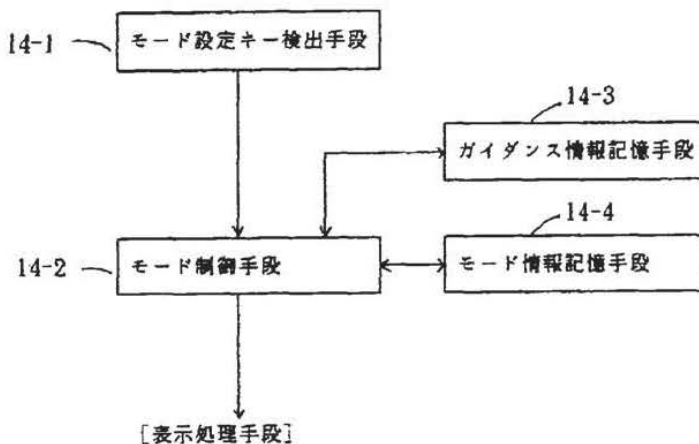 14-1
モード設定キー検出手段
14-3
ガイダンス情報記憶手段
14-4
14-2
モード制御手段
モード情報記憶手段
[表示処理手段]